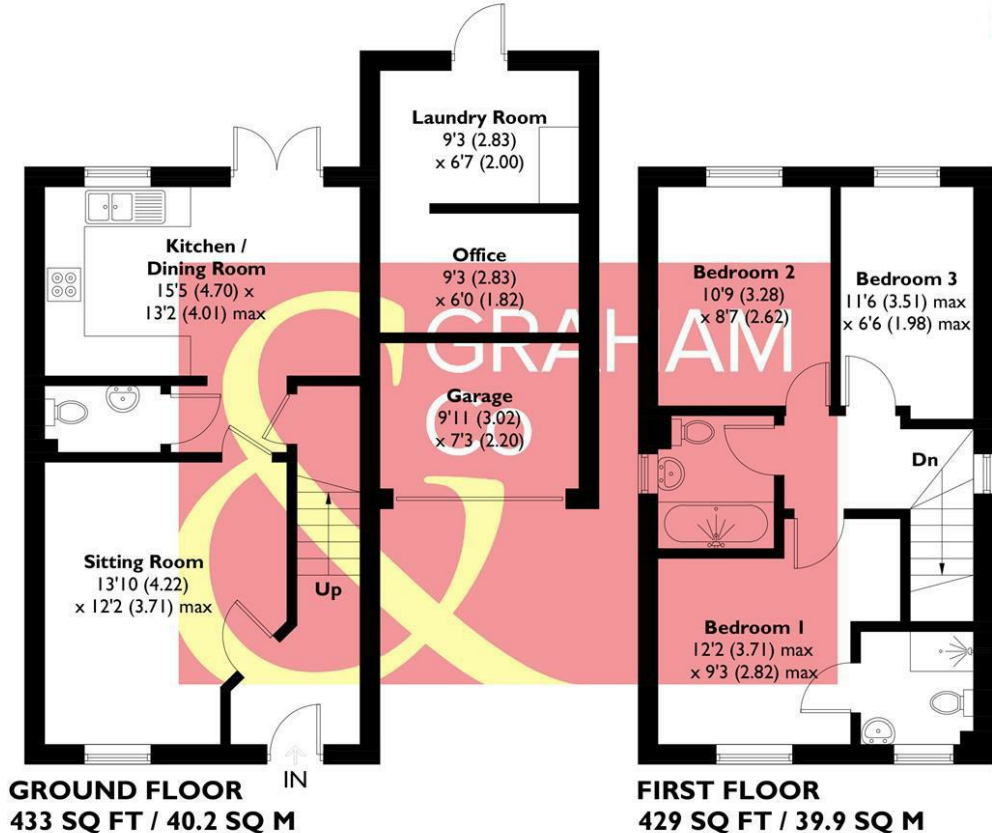 Laundry Room
9'3 (2.83)
x 6'7 (2.00)
Kitchen /
Dining Room
15'5 (4.70) x
13'2 (4.01) max
Office
9'3 (2.83)
x 6'0 (1.82)
Bedroom 2
10'9 (3.28)
x 8'7 (2.62)
Bedroom 3
11'6 (3.51) max
x 6'6 (1.98) max
& GRAHAM
Co
Garage
9'11 (3.02)
x 7'3 (2.20)
Dn
Sitting Room
13'10 (4.22)
x 12'2 (3.71) max
Up
Bedroom 1
12'2 (3.71) max
x 9'3 (2.82) max
IN
GROUND FLOOR
433 SQ FT / 40.2 SQ M
FIRST FLOOR
429 SQ FT / 39.9 SQ M